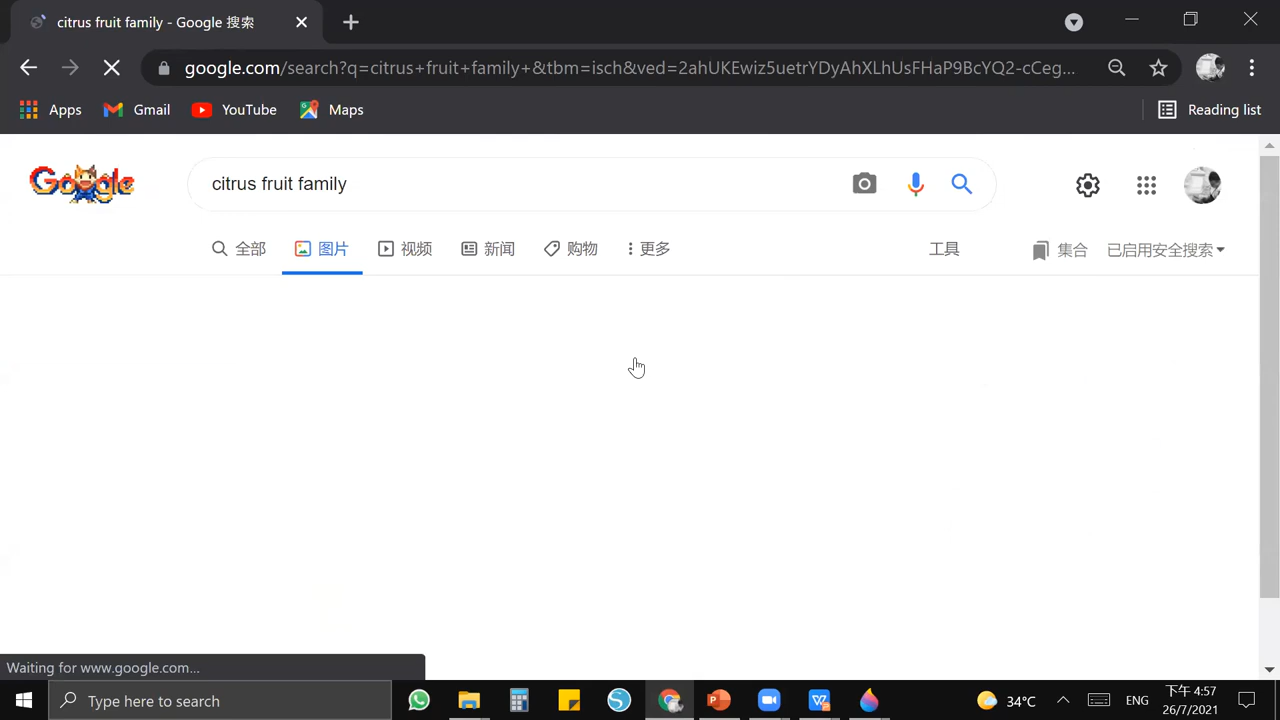 citrus fruit family - Google 搜索
google.com/search?q=citrus+fruit+family+&tbm=isch&ved=2ahUKEwiz5uetrYDyAhXLhUsFHaP9BcYQ2-cCeg...
Apps Gmail YouTube Maps Reading list
Google citrus fruit family
全部 图片 视频 新闻 购物 更多 工具 集合 已启用安全搜索
Waiting for www.google.com...
Type here to search 34°C ENG 下午 4:57
26/7/2021